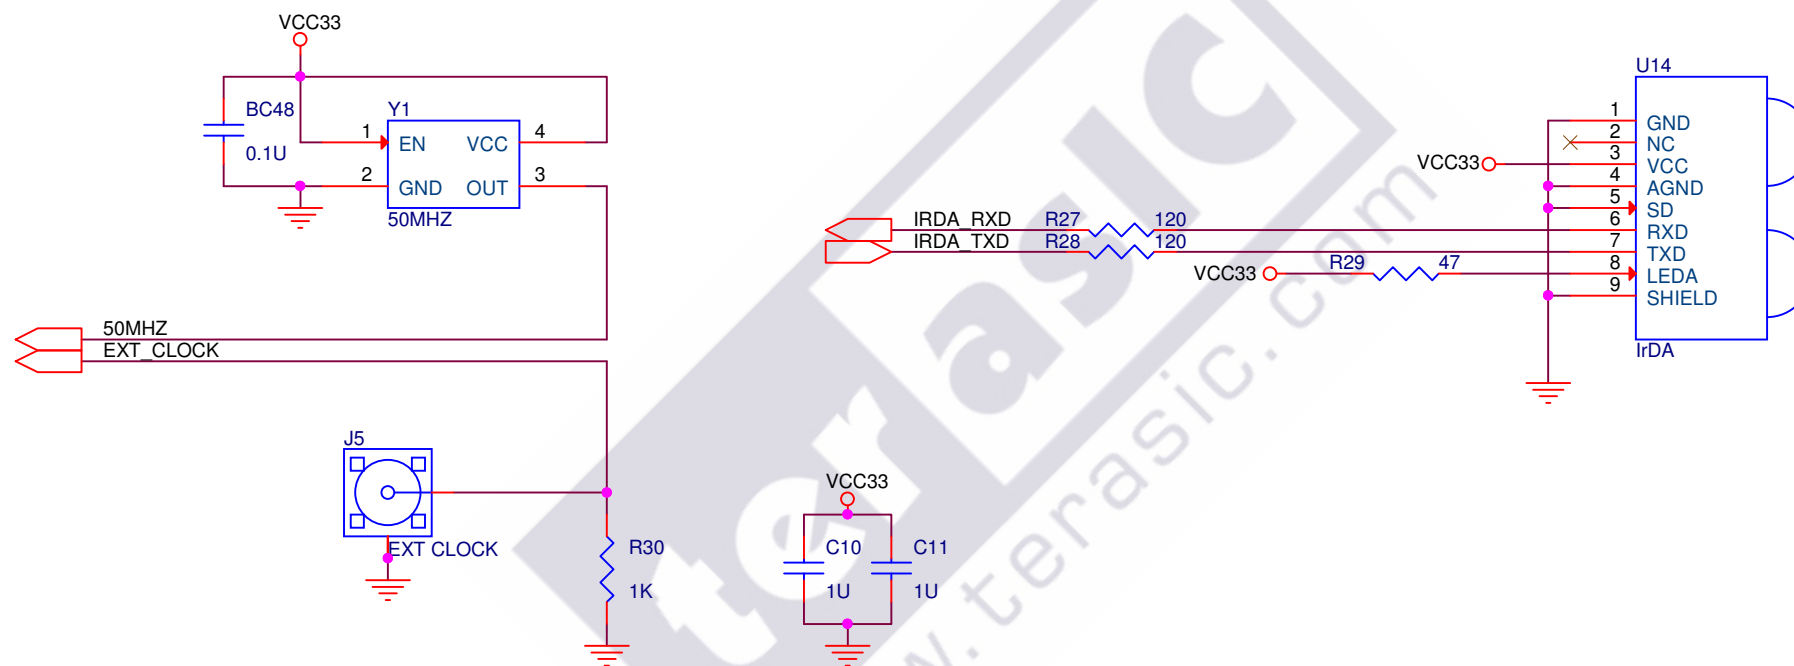 VCC33
BC48
0.1U
Y1
1 EN VCC 4
2 GND OUT 3
50MHZ
50MHZ
EXT_CLOCK
J5
EXT CLOCK
R30
1K
VCC33
C10 C11
1U 1U
IRDA_RXD R27 120
IRDA_TXD R28 120
VCC33 R29 47
VCC33
U14
1 GND
2 NC
3 VCC
4 AGND
5 SD
6 RXD
7 TXD
8 LEDA
9 SHIELD
IrDA
terasic
w.terasic.com